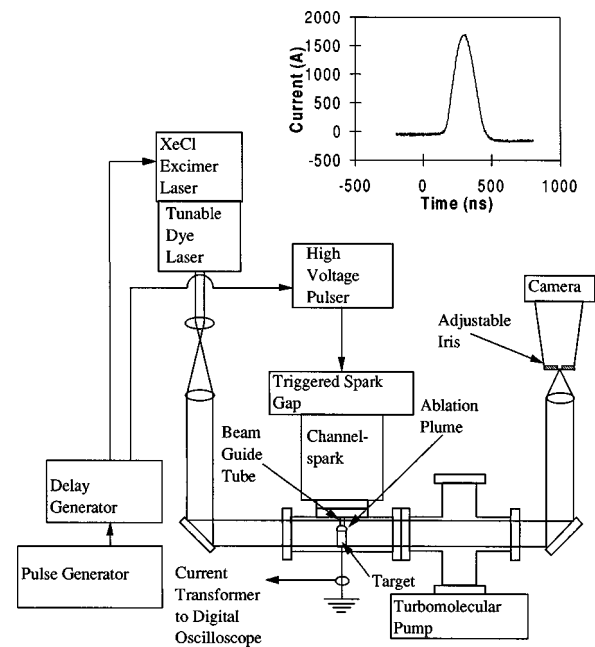 2000
1500
1000
500
0
-500
Current (A)
-500
0
500
1000
Time (ns)
XeCl
Excimer
Laser
Tunable
Dye
Laser
High
Voltage
Pulser
Camera
Adjustable
Iris
Triggered Spark
Gap
Ablation
Plume
Beam
Guide
Tube
Channel-
spark
Delay
Generator
Pulse Generator
Current
Transformer
to Digital
Oscilloscope
Target
Turbomolecular
Pump